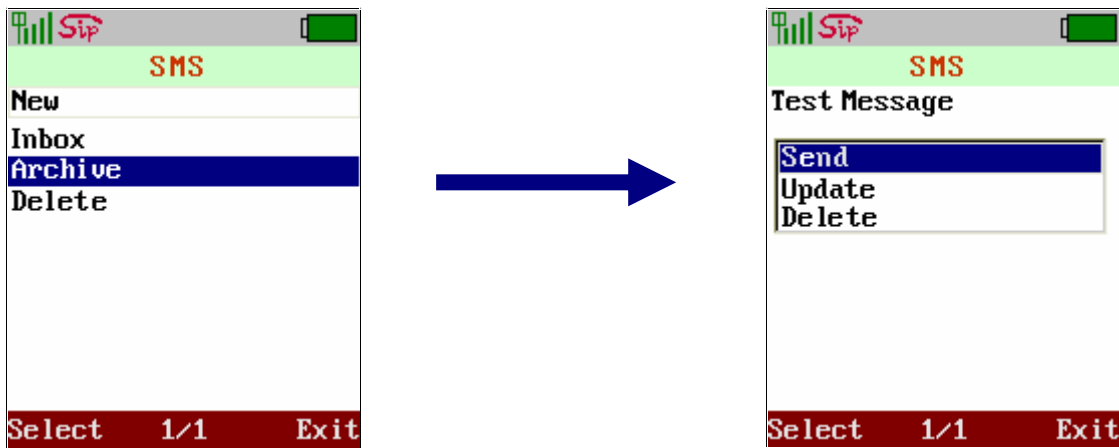 Sip
SMS
New
Inbox
Archive
Delete
Select 1/1 Exit
Sip
SMS
Test Message
Send
Update
Delete
Select 1/1 Exit